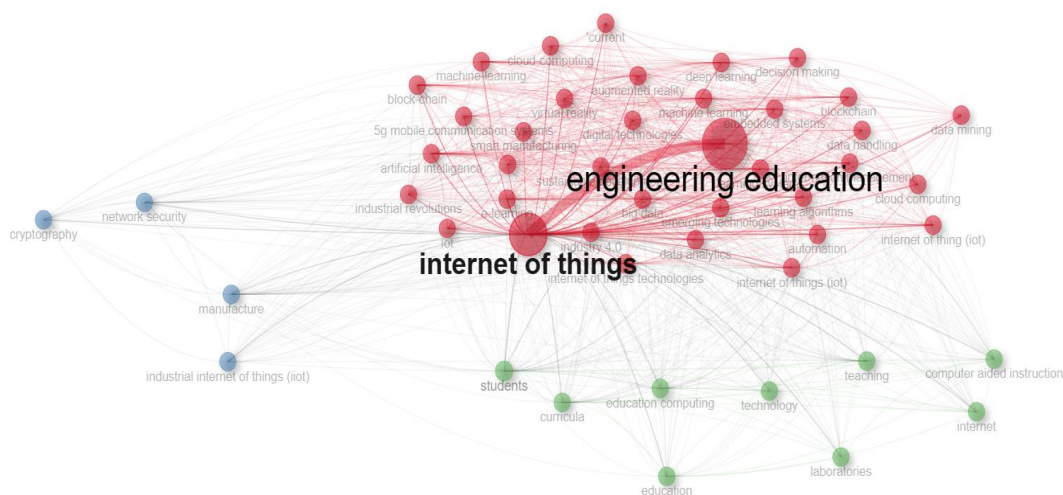 'current
cloud-computing
machine-learning
deep learning
decision making
block-chain
augmented reality
virtual reality
machine learning
blockchain
embedded systems
data mining
5g mobile communication systems
digital technologies
smart manufacturing
data handling
artificial intelligence
engineering education
cloud computing
industrial revolutions
e-learning
big data
learning algorithms
emerging technologies
network security
cryptography
iot
industry 4.0
automation
internet of thing (iot)
data analytics
internet of things
internet of things technologies
internet of things (iot)
manufacture
industrial internet of things (iiot)
students
teaching
computer aided instruction
curricula
education computing
technology
internet
laboratories
education